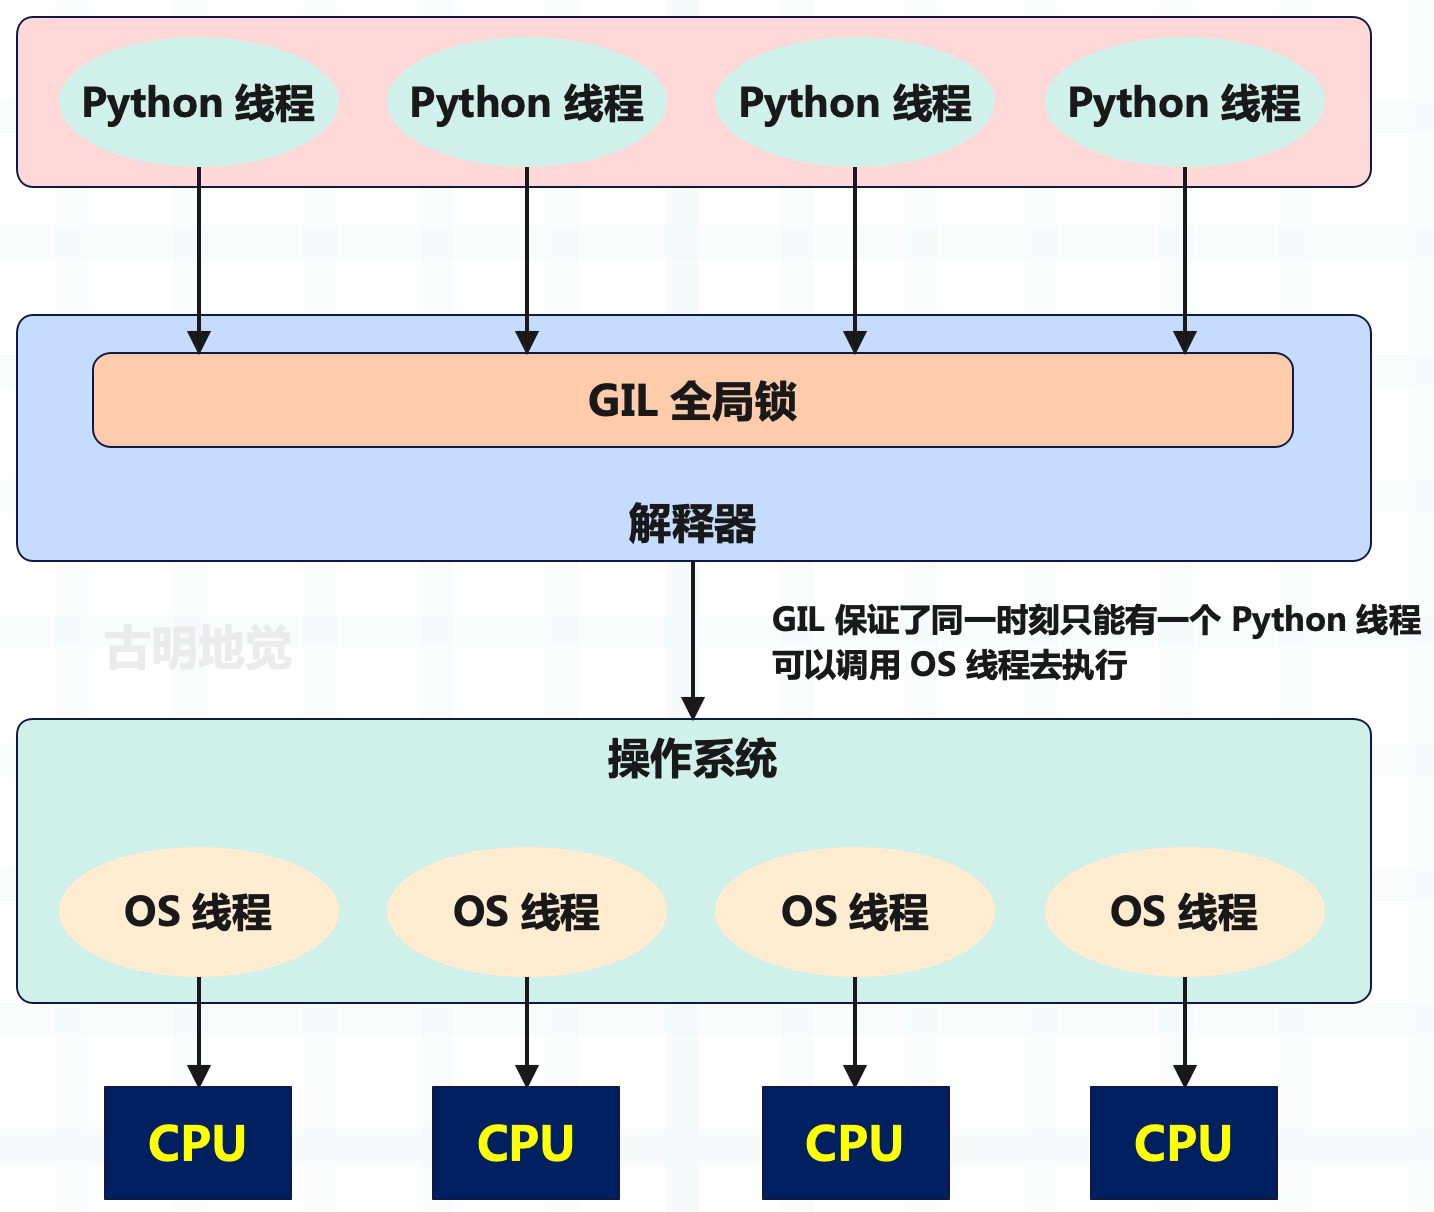 Python 线程
Python 线程
Python 线程
Python 线程
GIL 全局锁
解释器
GIL 保证了同一时刻只能有一个 Python 线程
可以调用 OS 线程去执行
古明地觉
操作系统
OS 线程
OS 线程
OS 线程
OS 线程
CPU
CPU
CPU
CPU